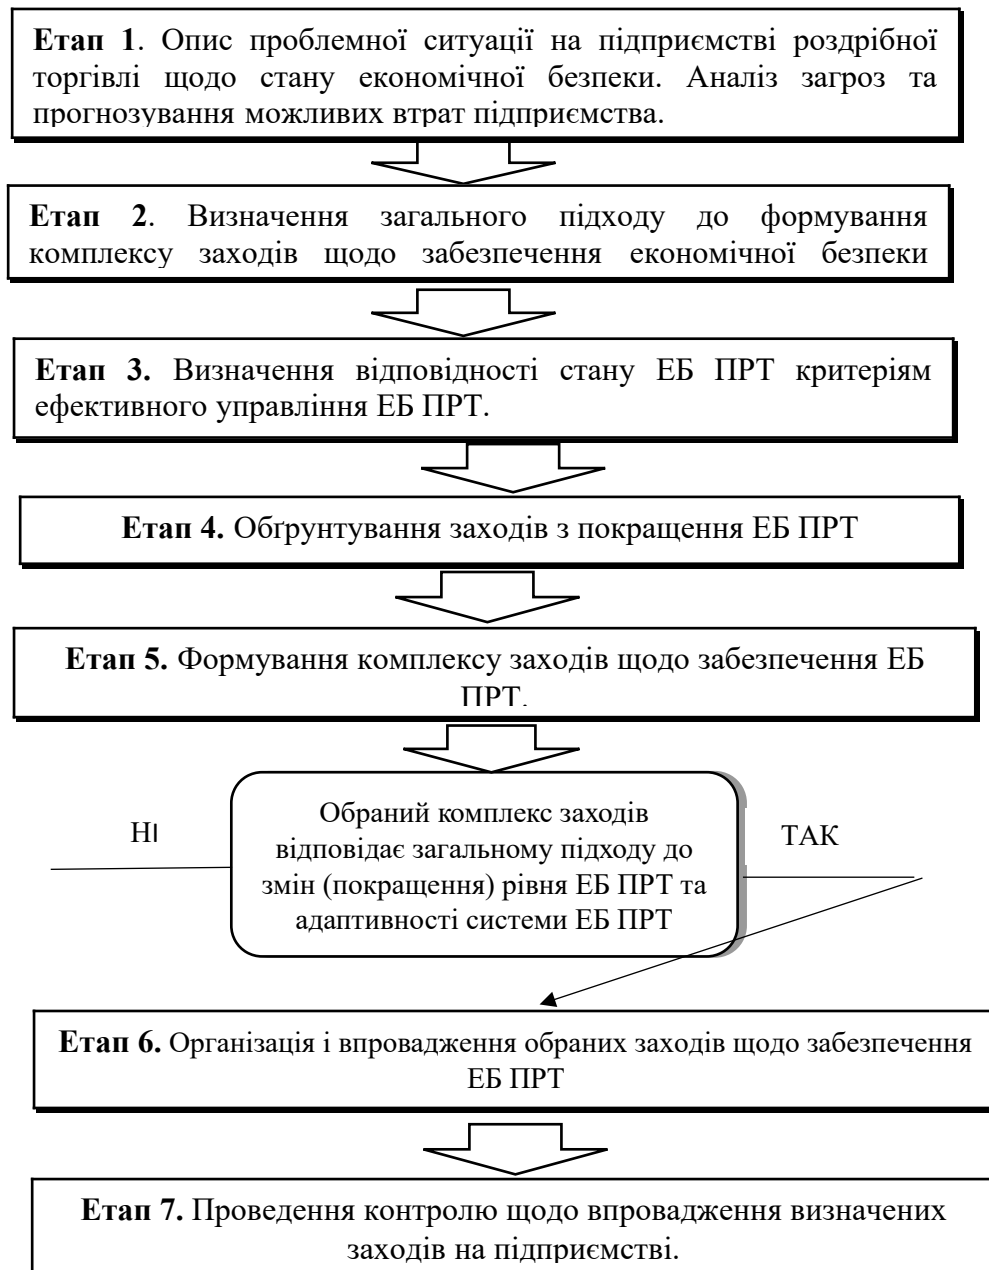 Етап 1. Опис проблемної ситуації на підприємстві роздрібної
торгівлі щодо стану економічної безпеки. Аналіз загроз та
прогнозування можливих втрат підприємства.
Етап 2. Визначення загального підходу до формування
комплексу заходів щодо забезпечення економічної безпеки
Етап 3. Визначення відповідності стану ЕБ ПРТ критеріям
ефективного управління ЕБ ПРТ.
Етап 4. Обґрунтування заходів з покращення ЕБ ПРТ
Етап 5. Формування комплексу заходів щодо забезпечення ЕБ
ПРТ.
НІ
Обраний комплекс заходів
відповідає загальному підходу до
змін (покращення) рівня ЕБ ПРТ та
адаптивності системи ЕБ ПРТ
ТАК
Етап 6. Організація і впровадження обраних заходів щодо забезпечення
ЕБ ПРТ
Етап 7. Проведення контролю щодо впровадження визначених
заходів на підприємстві.